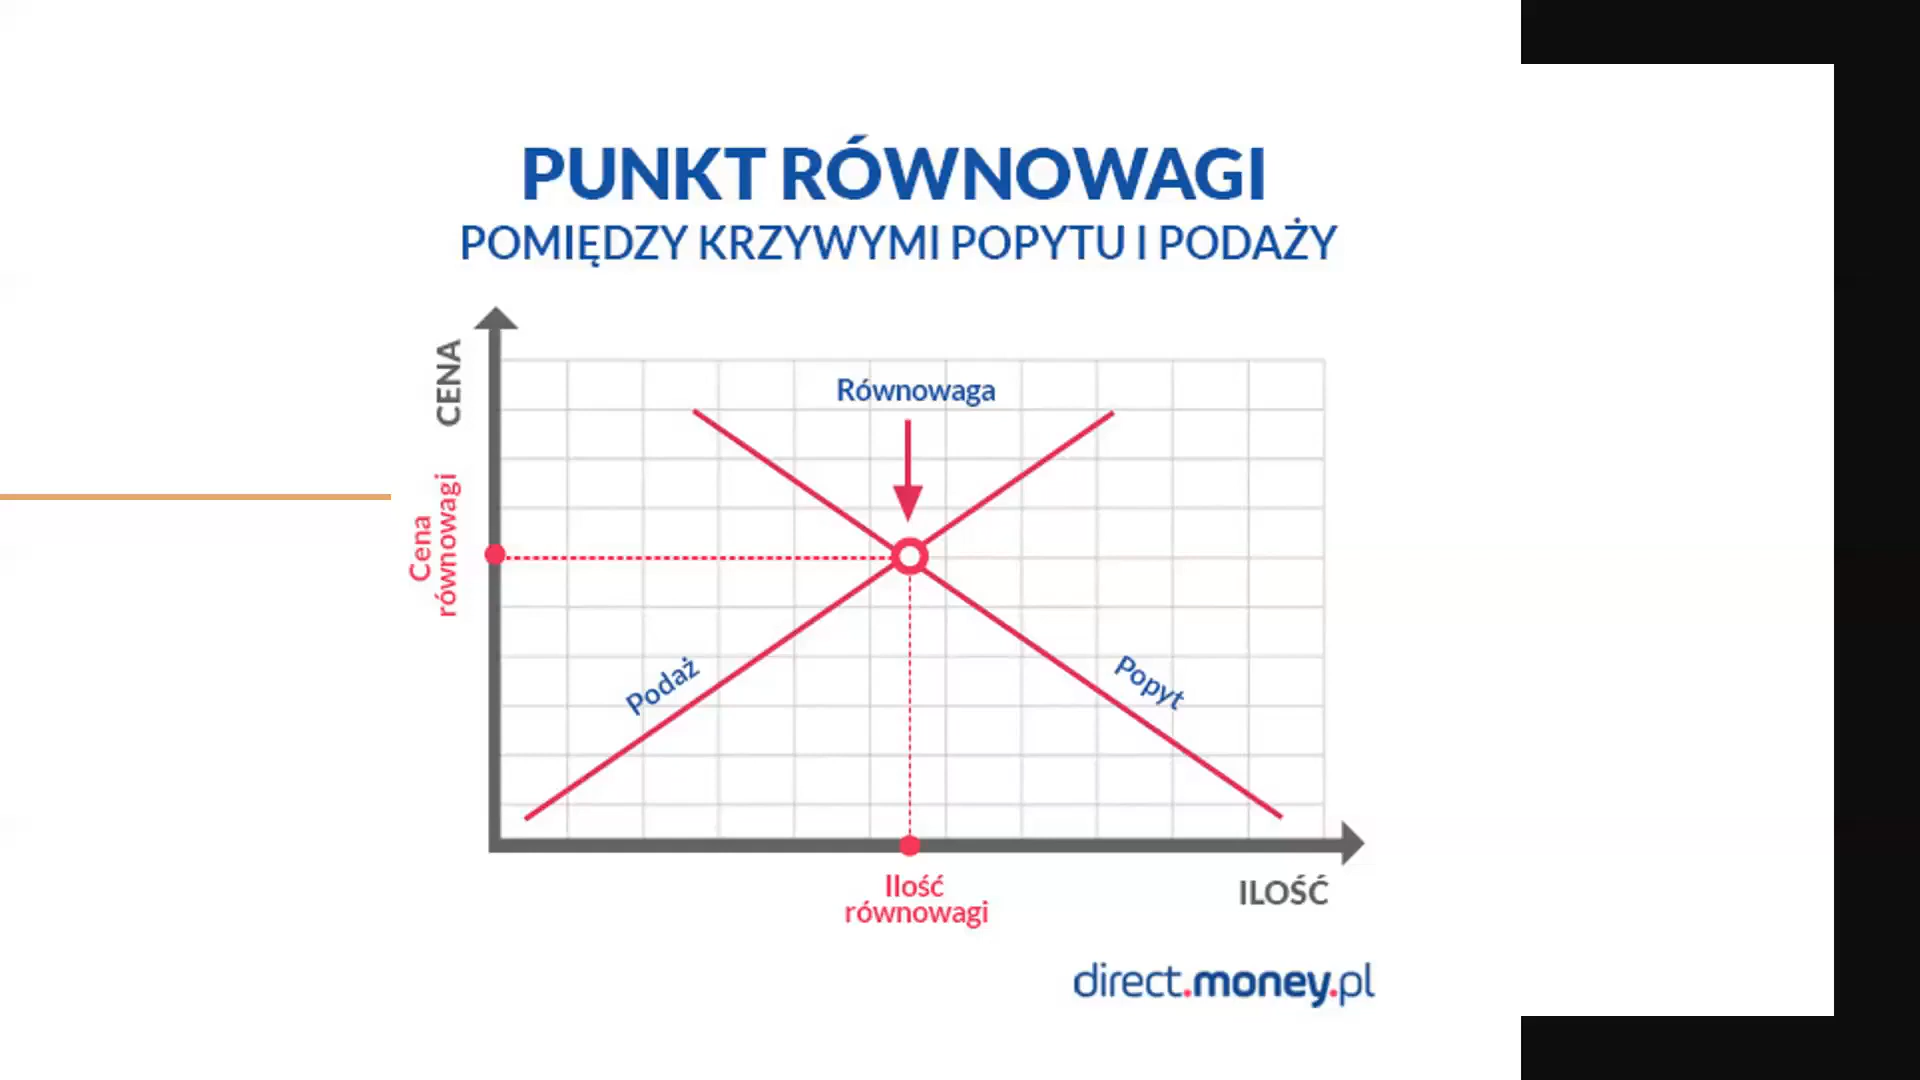 PUNKT RÓWNOWAGI
POMIĘDZY KRZYWYMI POPYTU I PODAŻY
CENA
Równowaga
Cena
równowagi
Podaż
Popyt
Ilość
równowagi
ILOŚĆ
direct.money.pl